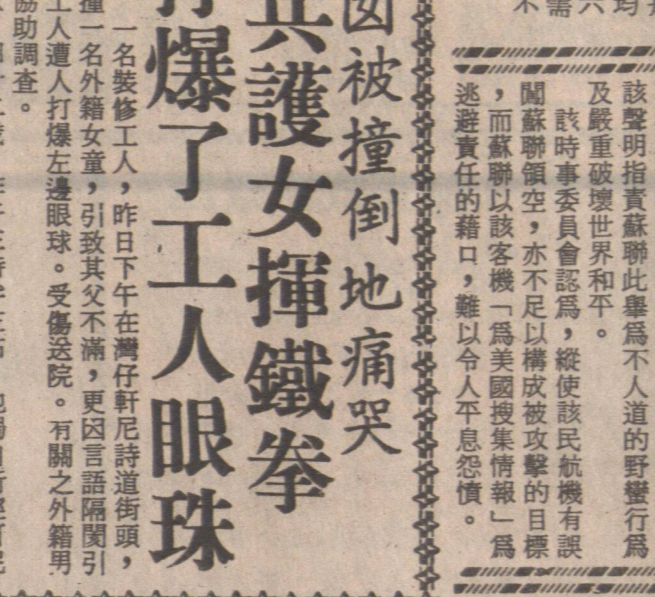 該聲明指責蘇聯此舉爲不人道的野蠻行爲
及嚴重破壞世界和平。
該時事委員會認爲,縱使該民航機有誤
闖蘇聯領空,亦不足以構成被攻擊的目標
,而蘇聯以該客機「爲美國搜集情報」爲
逃避責任的藉口,難以令人平息怨憤。
囡被撞倒地痛哭
兵護女揮鐵拳
打爆了工人眼珠
一名裝修工人,昨日下午在灣仔軒尼詩道街頭,
撞一名外籍女童,引致其父不滿,更因言語隔閡引
工人遭人打爆左邊眼球。受傷送院。有關之外籍男
協助調查。